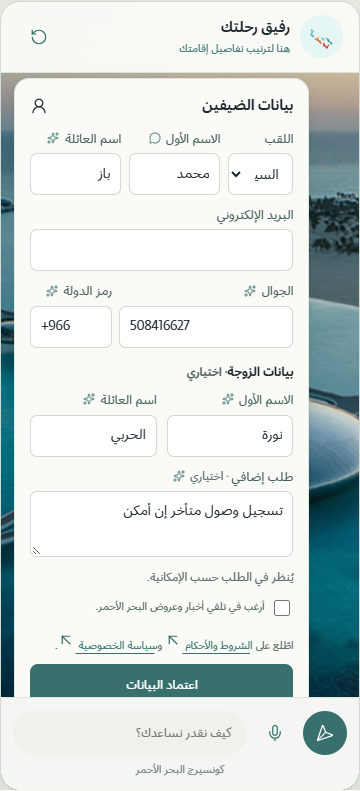 رفيق رحلتك
هنا لترتيب تفاصيل إقامتك
بيانات الضيفين
اللقب الاسم الأول اسم العائلة
السي محمد باز
البريد الإلكتروني
الجوال رمز الدولة
508416627 +966
بيانات الزوجة· اختياري
الاسم الأول اسم العائلة
نورة الحربي
طلب إضافي· اختياري
تسجيل وصول متأخر إن أمكن
يُنظر في الطلب حسب الإمكانية.
أرغب في تلقي أخبار وعروض البحر الأحمر.
اطّلع على الشروط والأحكام وسياسة الخصوصية.
اعتماد البيانات
كيف نقدر نساعدك؟
كونسيرج البحر الأحمر